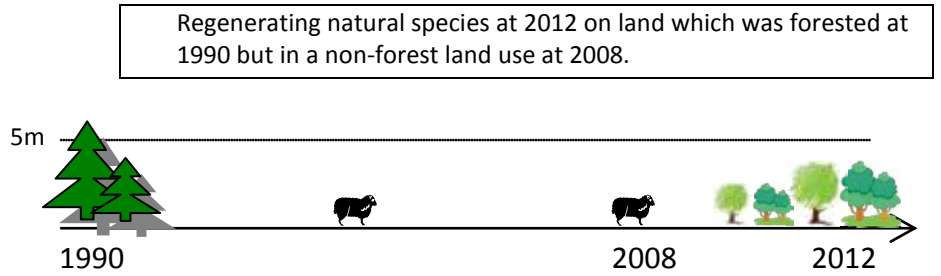 Regenerating natural species at 2012 on land which was forested at
1990 but in a non-forest land use at 2008.
5m
1990
2008
2012